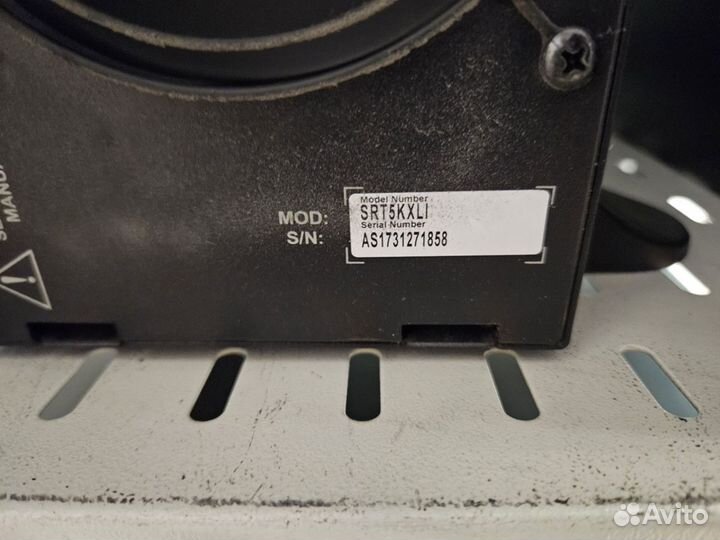 MOD:
Model Number
SRT5KXLI
S/N:
Serial Number
AS1731271858
Avito